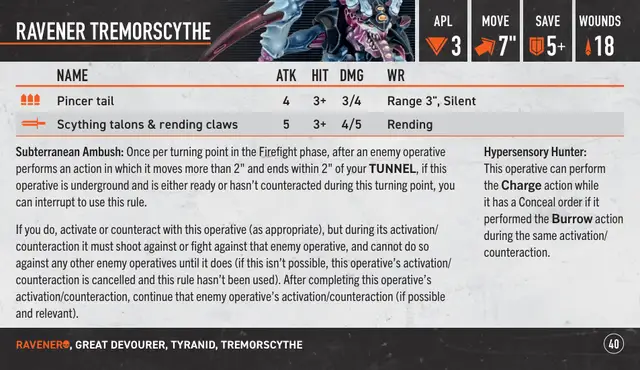 RAVENER TREMORSCYTHE
APL MOVE SAVE WOUNDS
3 7" 5+ 18
NAME ATK HIT DMG WR
Pincer tail 4 3+ 3/4 Range 3", Silent
Scything talons & rending claws 5 3+ 4/5 Rending
Subterranean Ambush: Once per turning point in the Firefight phase, after an enemy operative
performs an action in which it moves more than 2" and ends within 2" of your TUNNEL, if this
operative is underground and is either ready or hasn't counteracted during this turning point, you
can interrupt to use this rule.
If you do, activate or counteract with this operative (as appropriate), but during its activation/
counteraction it must shoot against or fight against that enemy operative, and cannot do so
against any other enemy operatives until it does (if this isn't possible, this operative's activation/
counteraction is cancelled and this rule hasn't been used). After completing this operative's
activation/counteraction, continue that enemy operative's activation/counteraction (if possible
and relevant).
Hypersensory Hunter:
This operative can perform
the Charge action while
it has a Conceal order if it
performed the Burrow action
during the same activation/
counteraction.
RAVENER, GREAT DEVOURER, TYRANID, TREMORSCYTHE
40